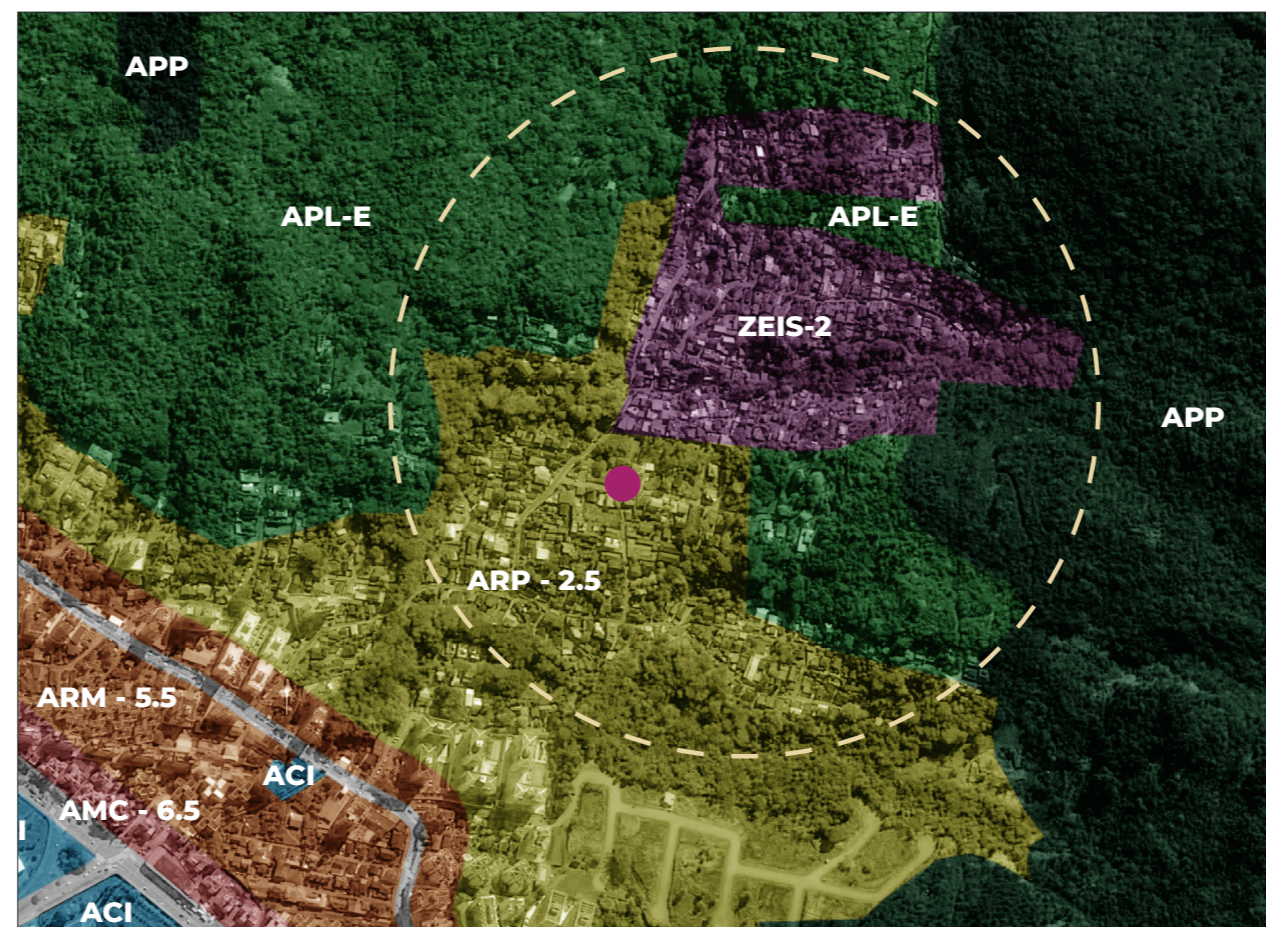 APP
APL-E
APL-E
ZEIS-2
APP
ARP - 2.5
ARM - 5.5
ACI
AMC - 6.5
I
ACI